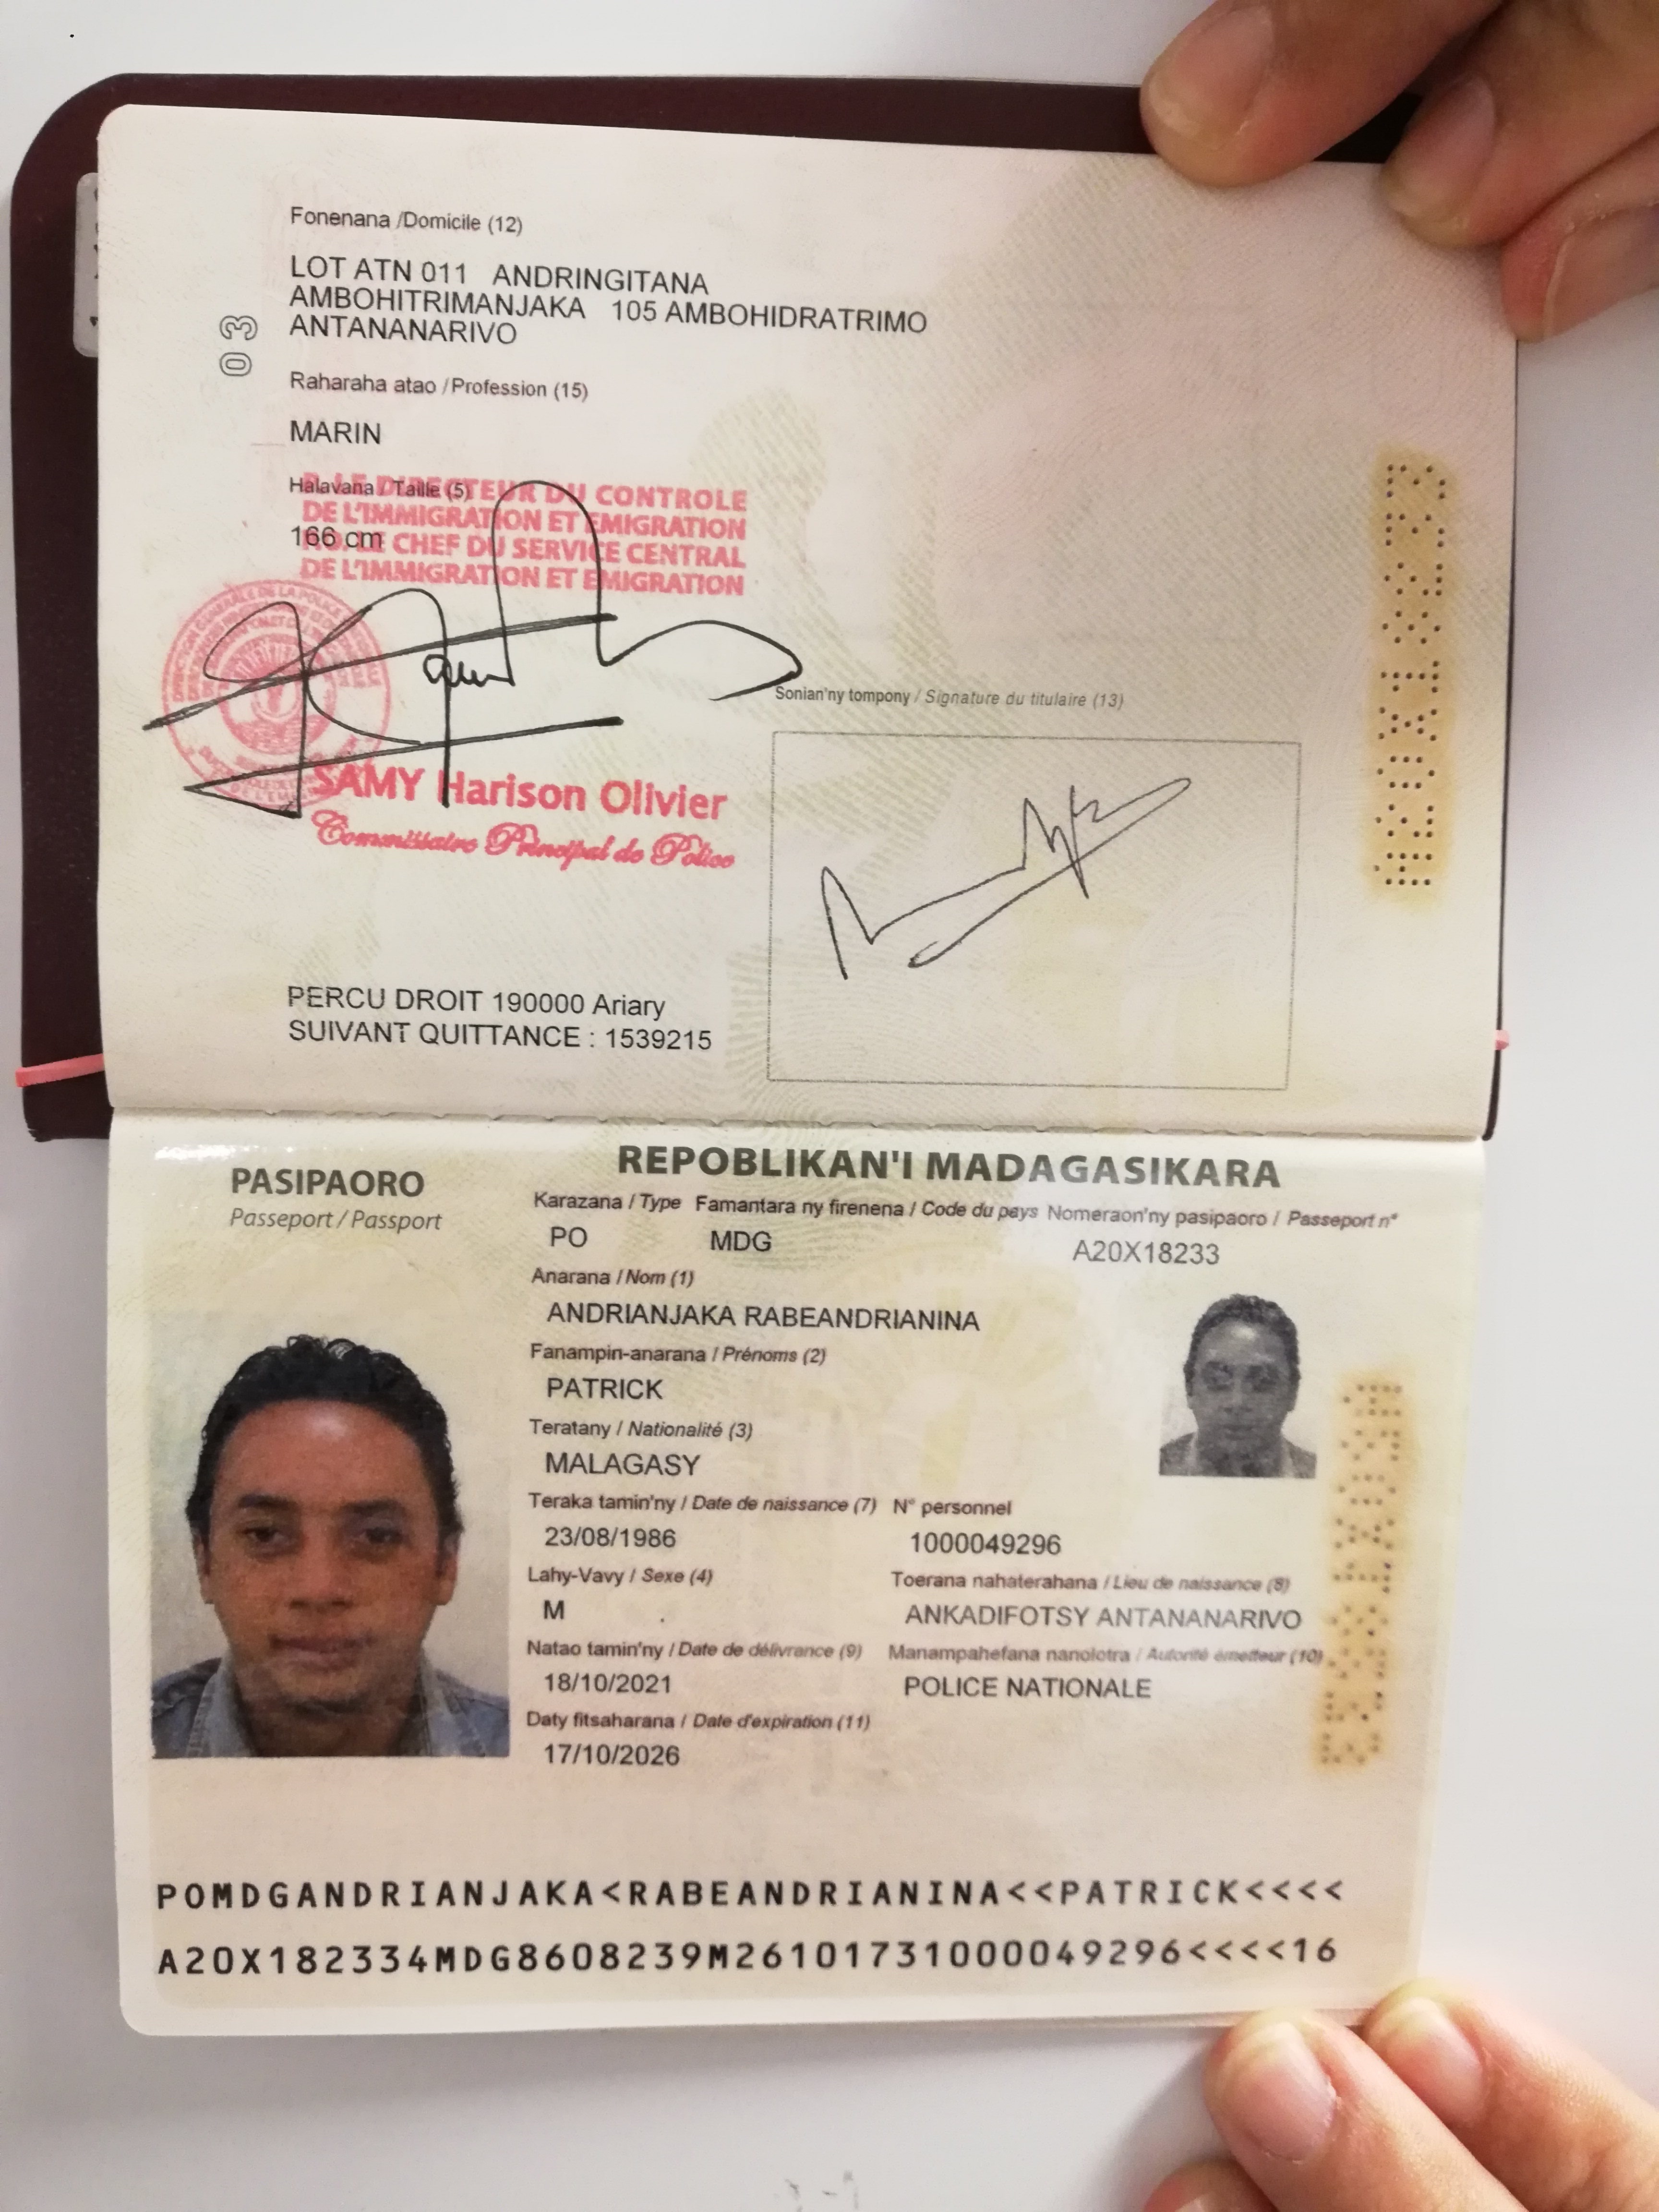 Fonenana /Domicile (12)
LOT ATN 011 ANDRINGITANA
AMBOHITRIMANJAKA 105 AMBOHIDRATRIMO
ANTANANARIVO
03
Raharaha atao /Profession (15)
MARIN
Halavana / Taille (5)
166 cm
DIRECTEUR DU CONTROLE
DE L'IMMIGRATION ET EMIGRATION
LE CHEF DU SERVICE CENTRAL
DE L'IMMIGRATION ET EMIGRATION
SAMY Harison Olivier
Commissaire Principal de Police
Sonian'ny tompony / Signature du titulaire (13)
PERCU DROIT 190000 Ariary
SUIVANT QUITTANCE : 1539215
REPOBLIKAN'I MADAGASIKARA
PASIPAORO
Passeport / Passport
Karazana / Type Famantara ny firenena / Code du pays Nomeraon'ny pasipaoro / Passeport n°
PO MDG A20X18233
Anarana / Nom (1)
ANDRIANJAKA RABEANDRIANINA
Fanampin-anarana / Prénoms (2)
PATRICK
Teratany / Nationalité (3)
MALAGASY
Teraka tamin'ny / Date de naissance (7) N° personnel
23/08/1986 1000049296
Lahy-Vavy / Sexe (4) Toerana nahaterahana / Lieu de naissance (8)
M ANKADIFOTSY ANTANANARIVO
Natao tamin'ny / Date de délivrance (9) Manampahefana nanolotra / Autorité émetteur (10)
18/10/2021 POLICE NATIONALE
Daty fitsaharana / Date d'expiration (11)
17/10/2026
POMDGANDRIANJAKA<RABEANDRIANINA<<PATRICK<<<<
A20X182334MDG8608239M26101731000049296<<<<16